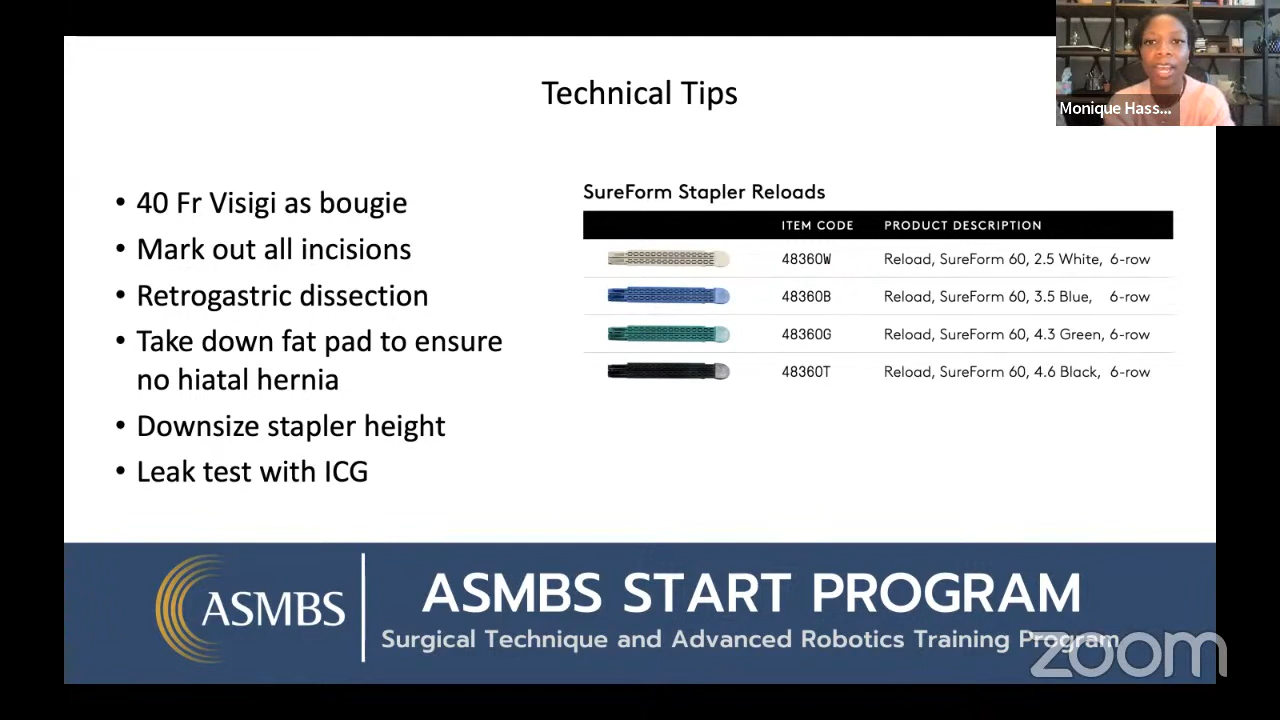 Technical Tips
Monique Hass...
• 40 Fr Visigi as bougie
• Mark out all incisions
• Retrogastric dissection
• Take down fat pad to ensure
no hiatal hernia
• Downsize stapler height
• Leak test with ICG
SureForm Stapler Reloads
ITEM CODE PRODUCT DESCRIPTION
48360W Reload, SureForm 60, 2.5 White, 6-row
48360B Reload, SureForm 60, 3.5 Blue, 6-row
48360G Reload, SureForm 60, 4.3 Green, 6-row
48360T Reload, SureForm 60, 4.6 Black, 6-row
ASMBS
ASMBS START PROGRAM
Surgical Technique and Advanced Robotics Training Program
zoom